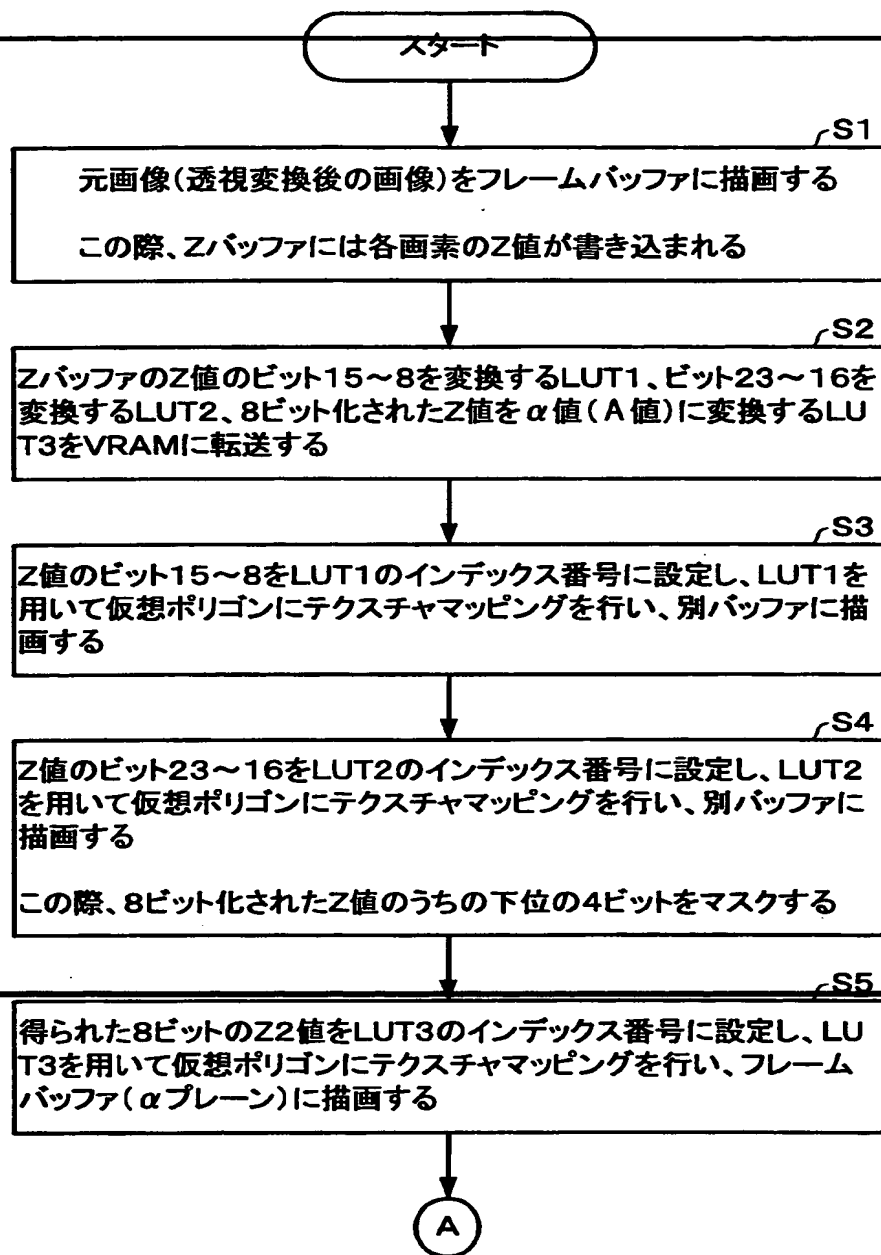 スタート
S1
元画像(透視変換後の画像)をフレームバッファに描画する
この際、Zバッファには各画素のZ値が書き込まれる
S2
ZバッファのZ値のビット15~8を変換するLUT1、ビット23~16を
変換するLUT2、8ビット化されたZ値をα値(A値)に変換するLU
T3をVRAMに転送する
S3
Z値のビット15~8をLUT1のインデックス番号に設定し、LUT1を
用いて仮想ポリゴンにテクスチャマッピングを行い、別バッファに描
画する
S4
Z値のビット23~16をLUT2のインデックス番号に設定し、LUT2
を用いて仮想ポリゴンにテクスチャマッピングを行い、別バッファに
描画する
この際、8ビット化されたZ値のうちの下位の4ビットをマスクする
S5
得られた8ビットのZ2値をLUT3のインデックス番号に設定し、LU
T3を用いて仮想ポリゴンにテクスチャマッピングを行い、フレーム
バッファ(αプレーン)に描画する
A